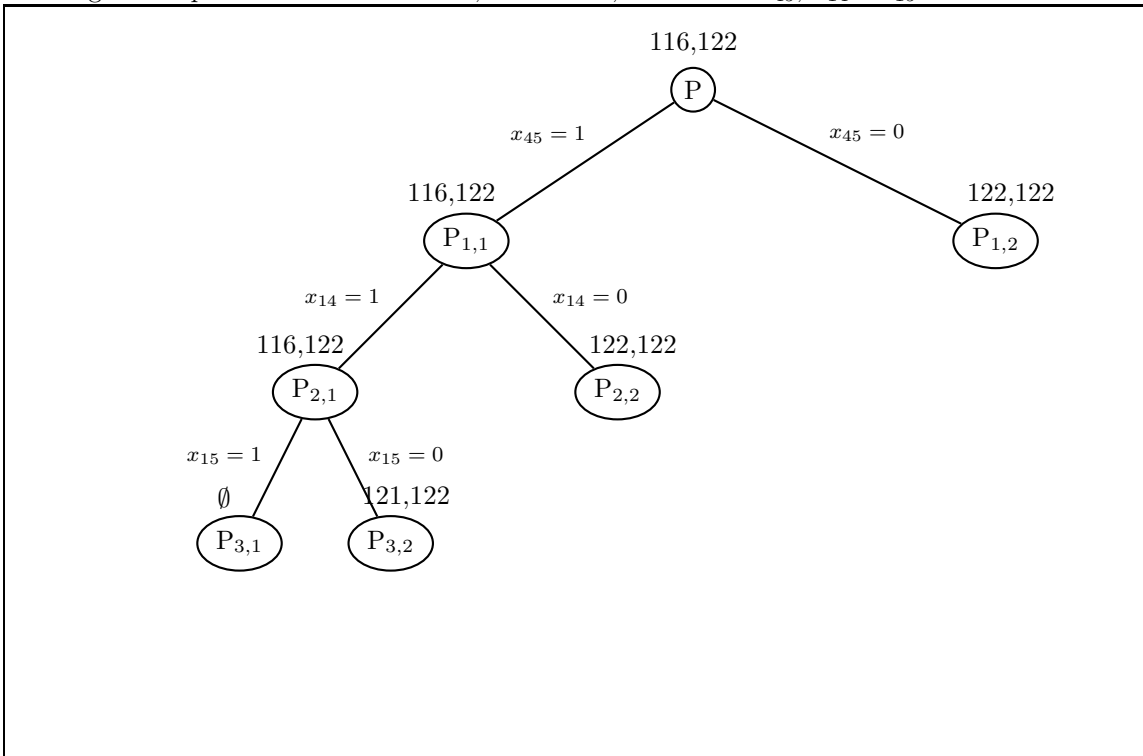 116,122
P
x₄₅ = 1
x₄₅ = 0
116,122
122,122
P₁,₁
P₁,₂
x₁₄ = 1
x₁₄ = 0
116,122
122,122
P₂,₁
P₂,₂
x₁₅ = 1
x₁₅ = 0
∅
121,122
P₃,₁
P₃,₂